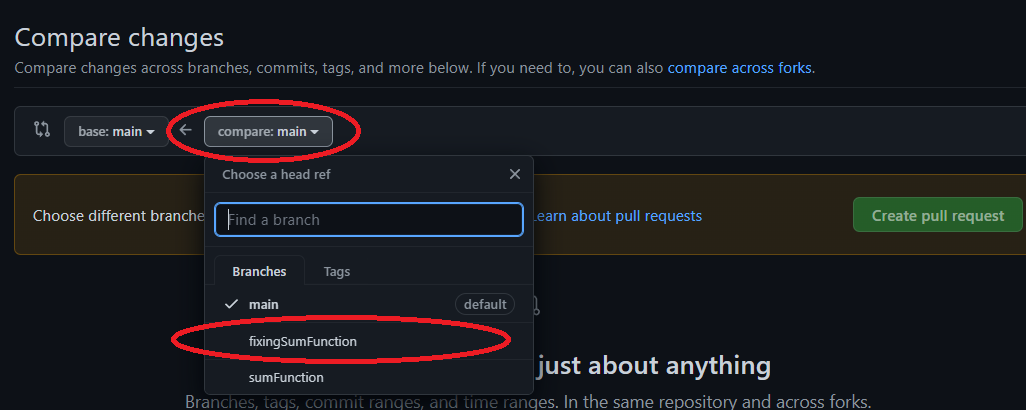 Compare changes
Compare changes across branches, commits, tags, and more below. If you need to, you can also compare across forks.
base: main compare: main
Choose a head ref
Find a branch
Choose different branche Learn about pull requests Create pull request
Branches Tags
main default
fixingSumFunction
just about anything
sumFunction
Branches, tags, commit ranges, and time ranges. In the same repository and across forks.